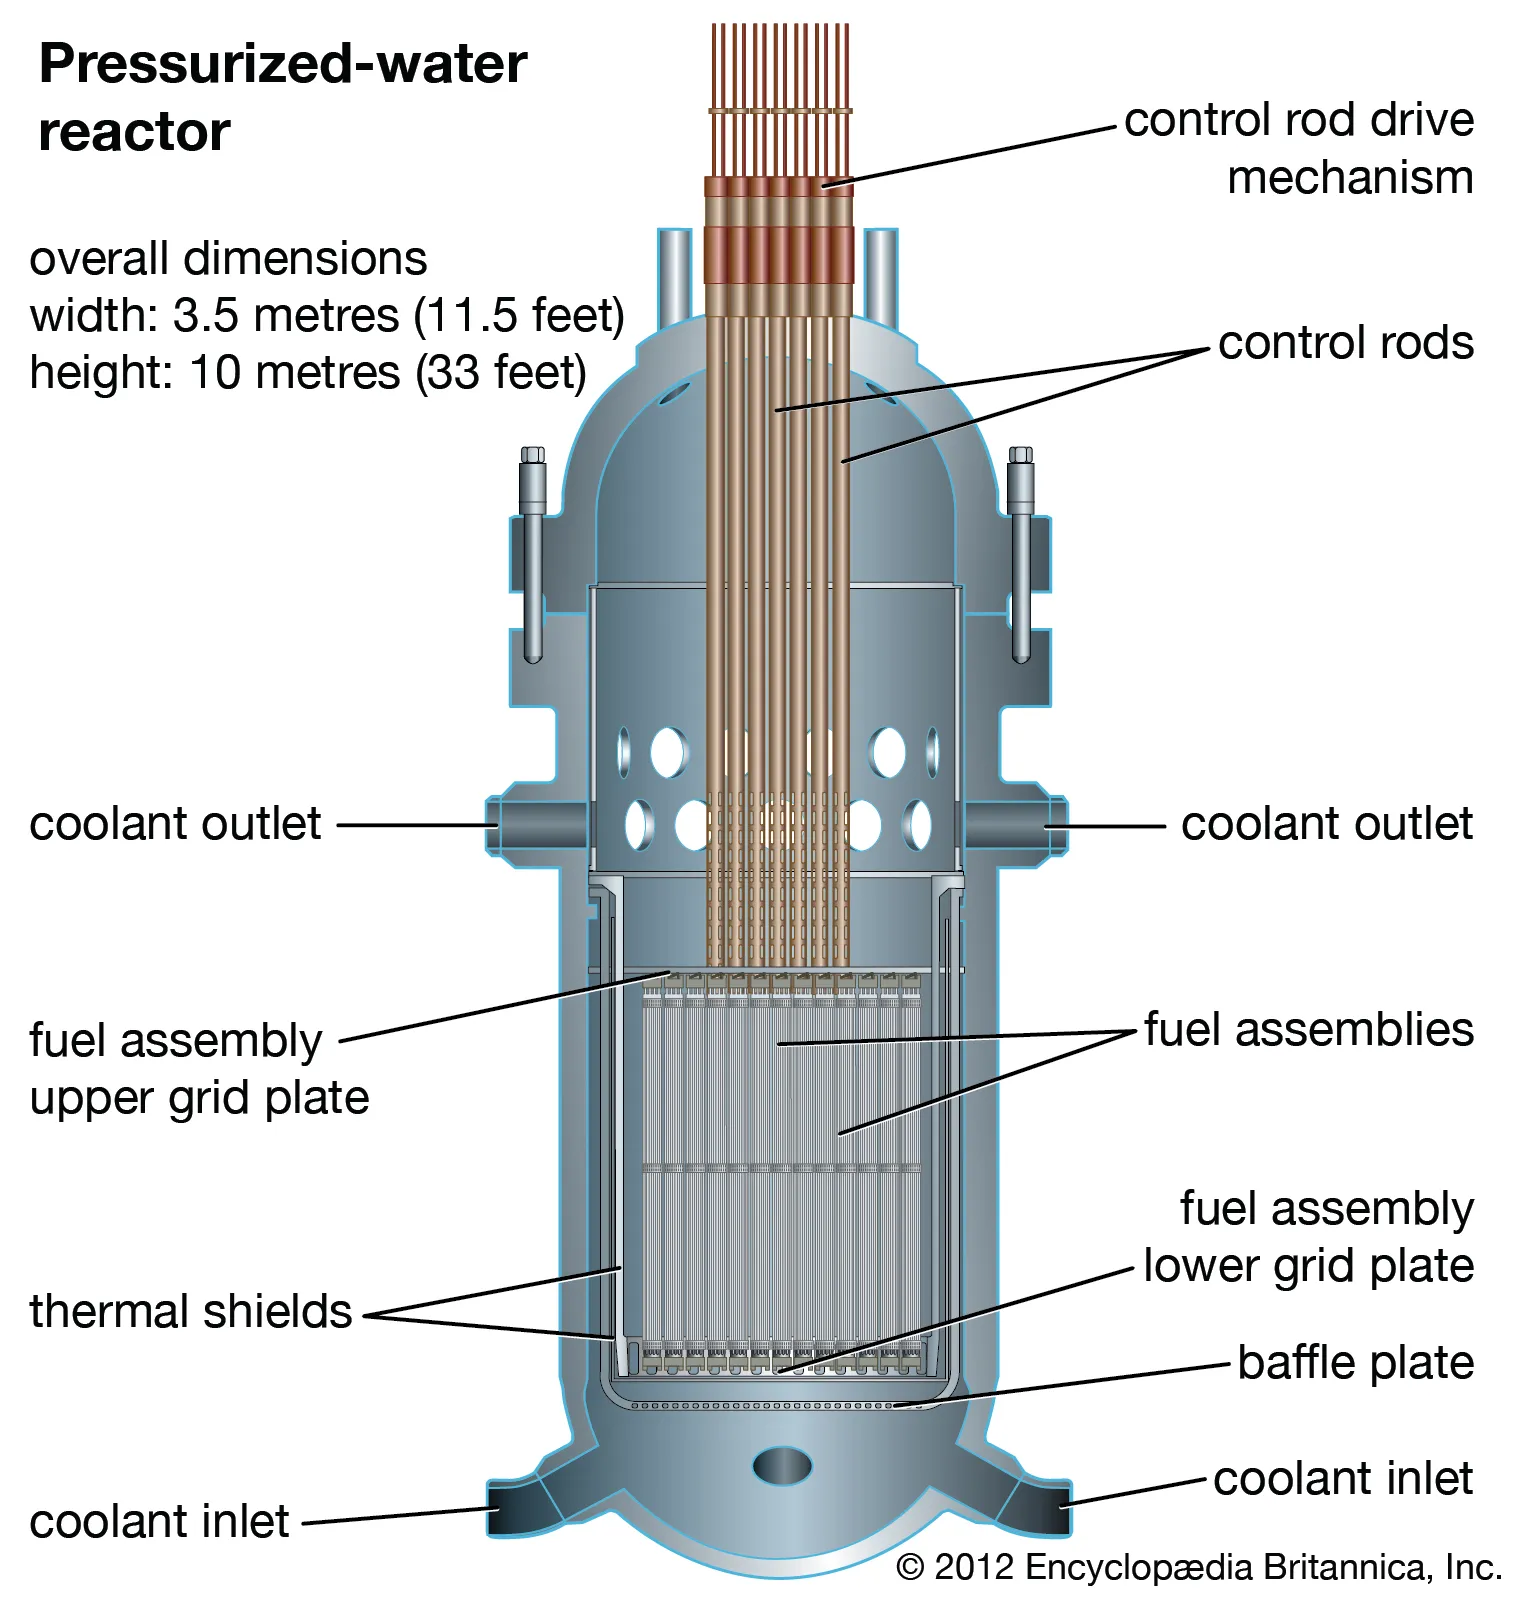 Pressurized-water
reactor
overall dimensions
width: 3.5 metres (11.5 feet)
height: 10 metres (33 feet)
control rod drive
mechanism
control rods
coolant outlet
coolant outlet
fuel assembly
upper grid plate
fuel assemblies
fuel assembly
lower grid plate
thermal shields
baffle plate
coolant inlet
coolant inlet
© 2012 Encyclopædia Britannica, Inc.